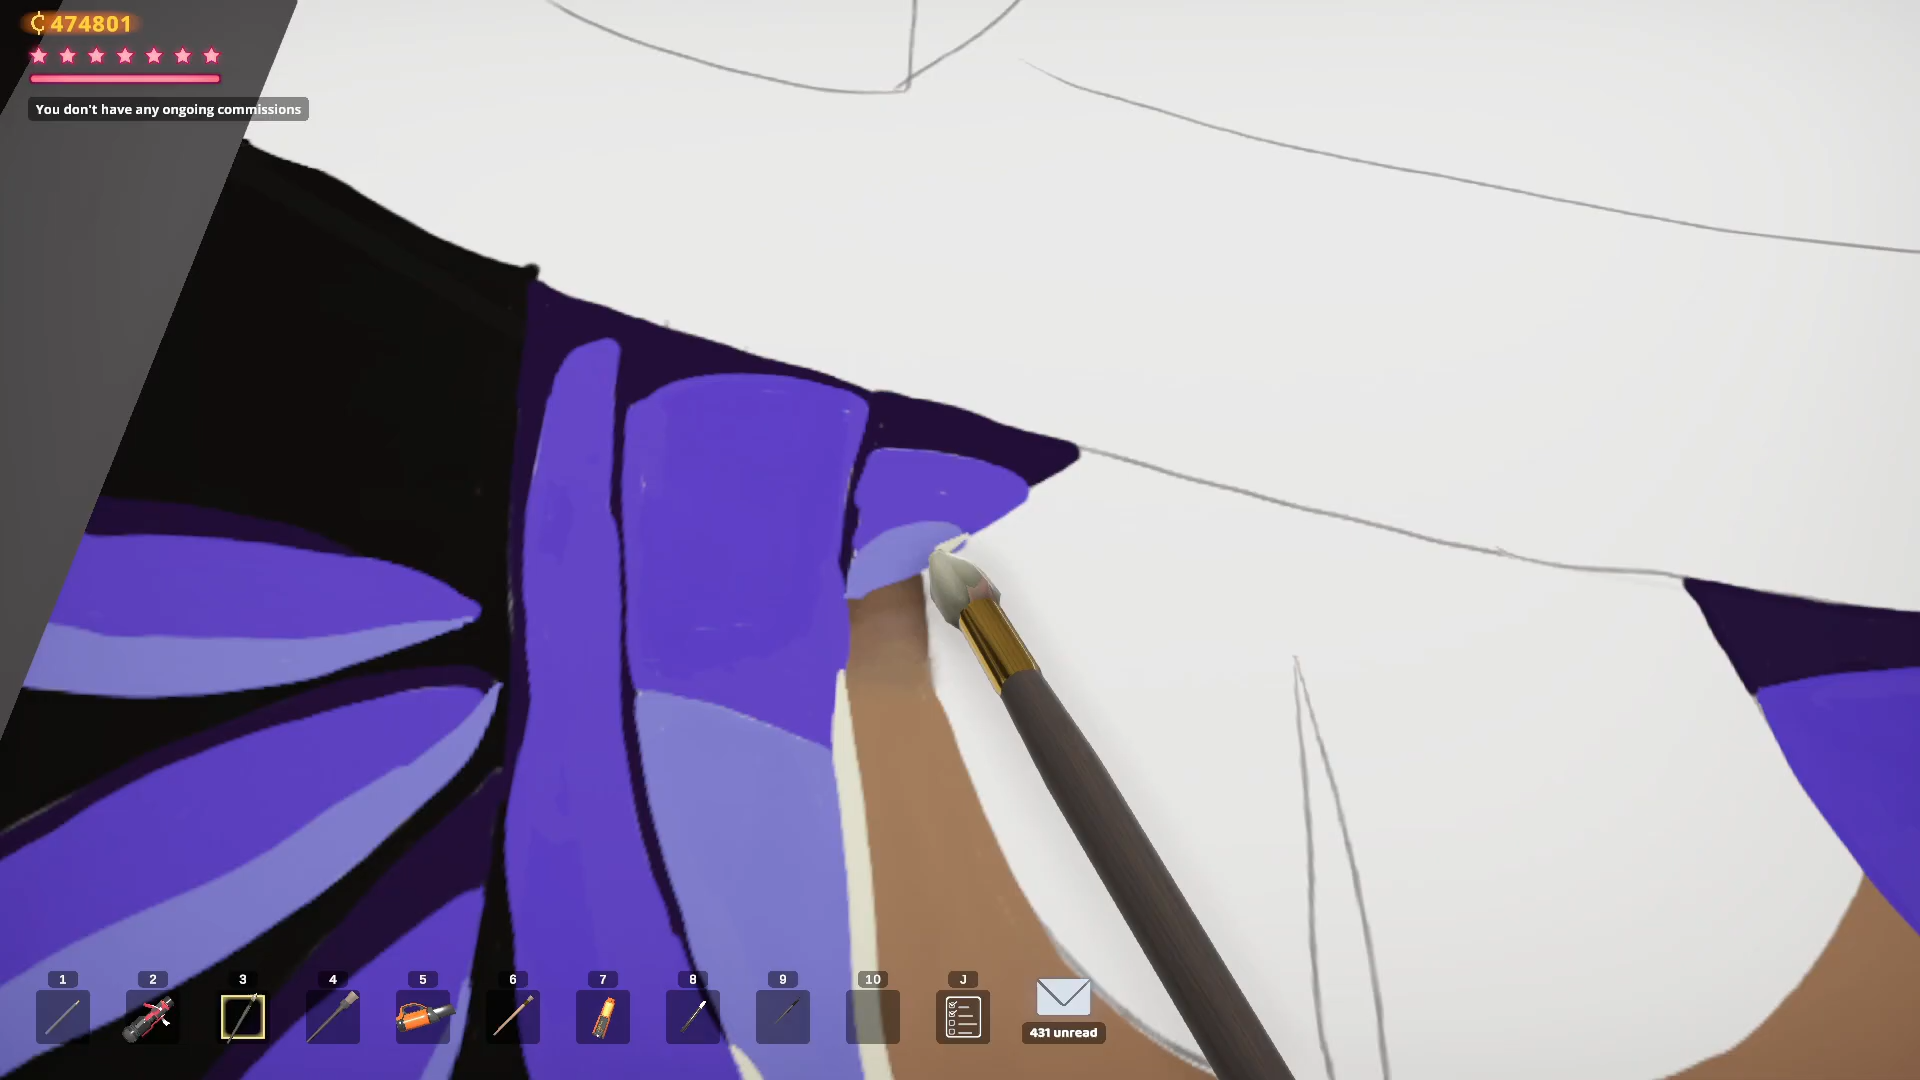 ₵ 474801
You don't have any ongoing commissions
1 2 3 4 5 6 7 8 9 10 J
431 unread